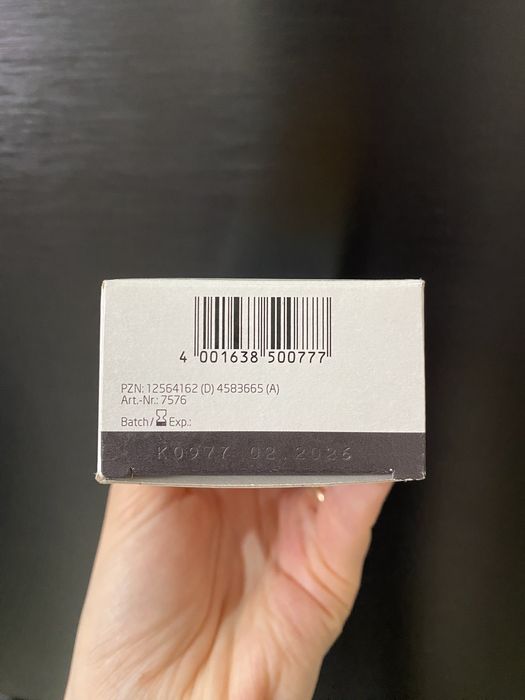 4 001638 500777
PZN: 12564162 (D) 4583665 (A)
Art.-Nr.: 7576
Batch/ Exp.:
K0977 02.2026